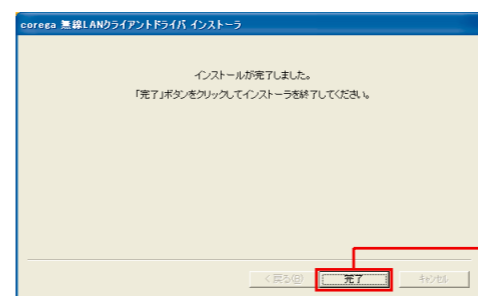 corega 無線LANクライアントドライバ インストーラ
インストールが完了しました。
「完了」ボタンをクリックしてインストーラを終了してください。
< 戻る(B)
完了
キャンセル